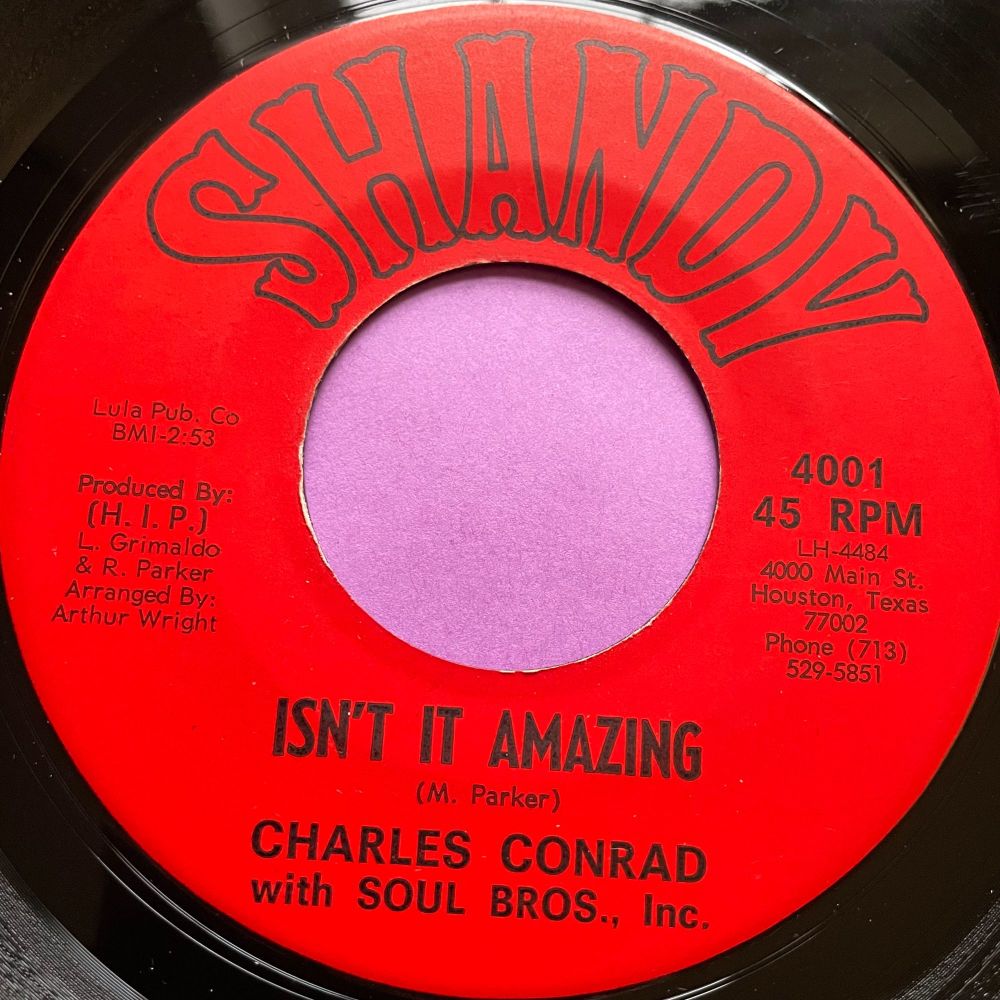 SHANDY
Lula Pub. Co
BMI-2:53
Produced By:
(H. I. P.)
L. Grimaldo
& R. Parker
Arranged By:
Arthur Wright
4001
45 RPM
LH-4484
4000 Main St.
Houston, Texas
77002
Phone (713)
529-5851
ISN'T IT AMAZING
(M. Parker)
CHARLES CONRAD
with SOUL BROS., Inc.